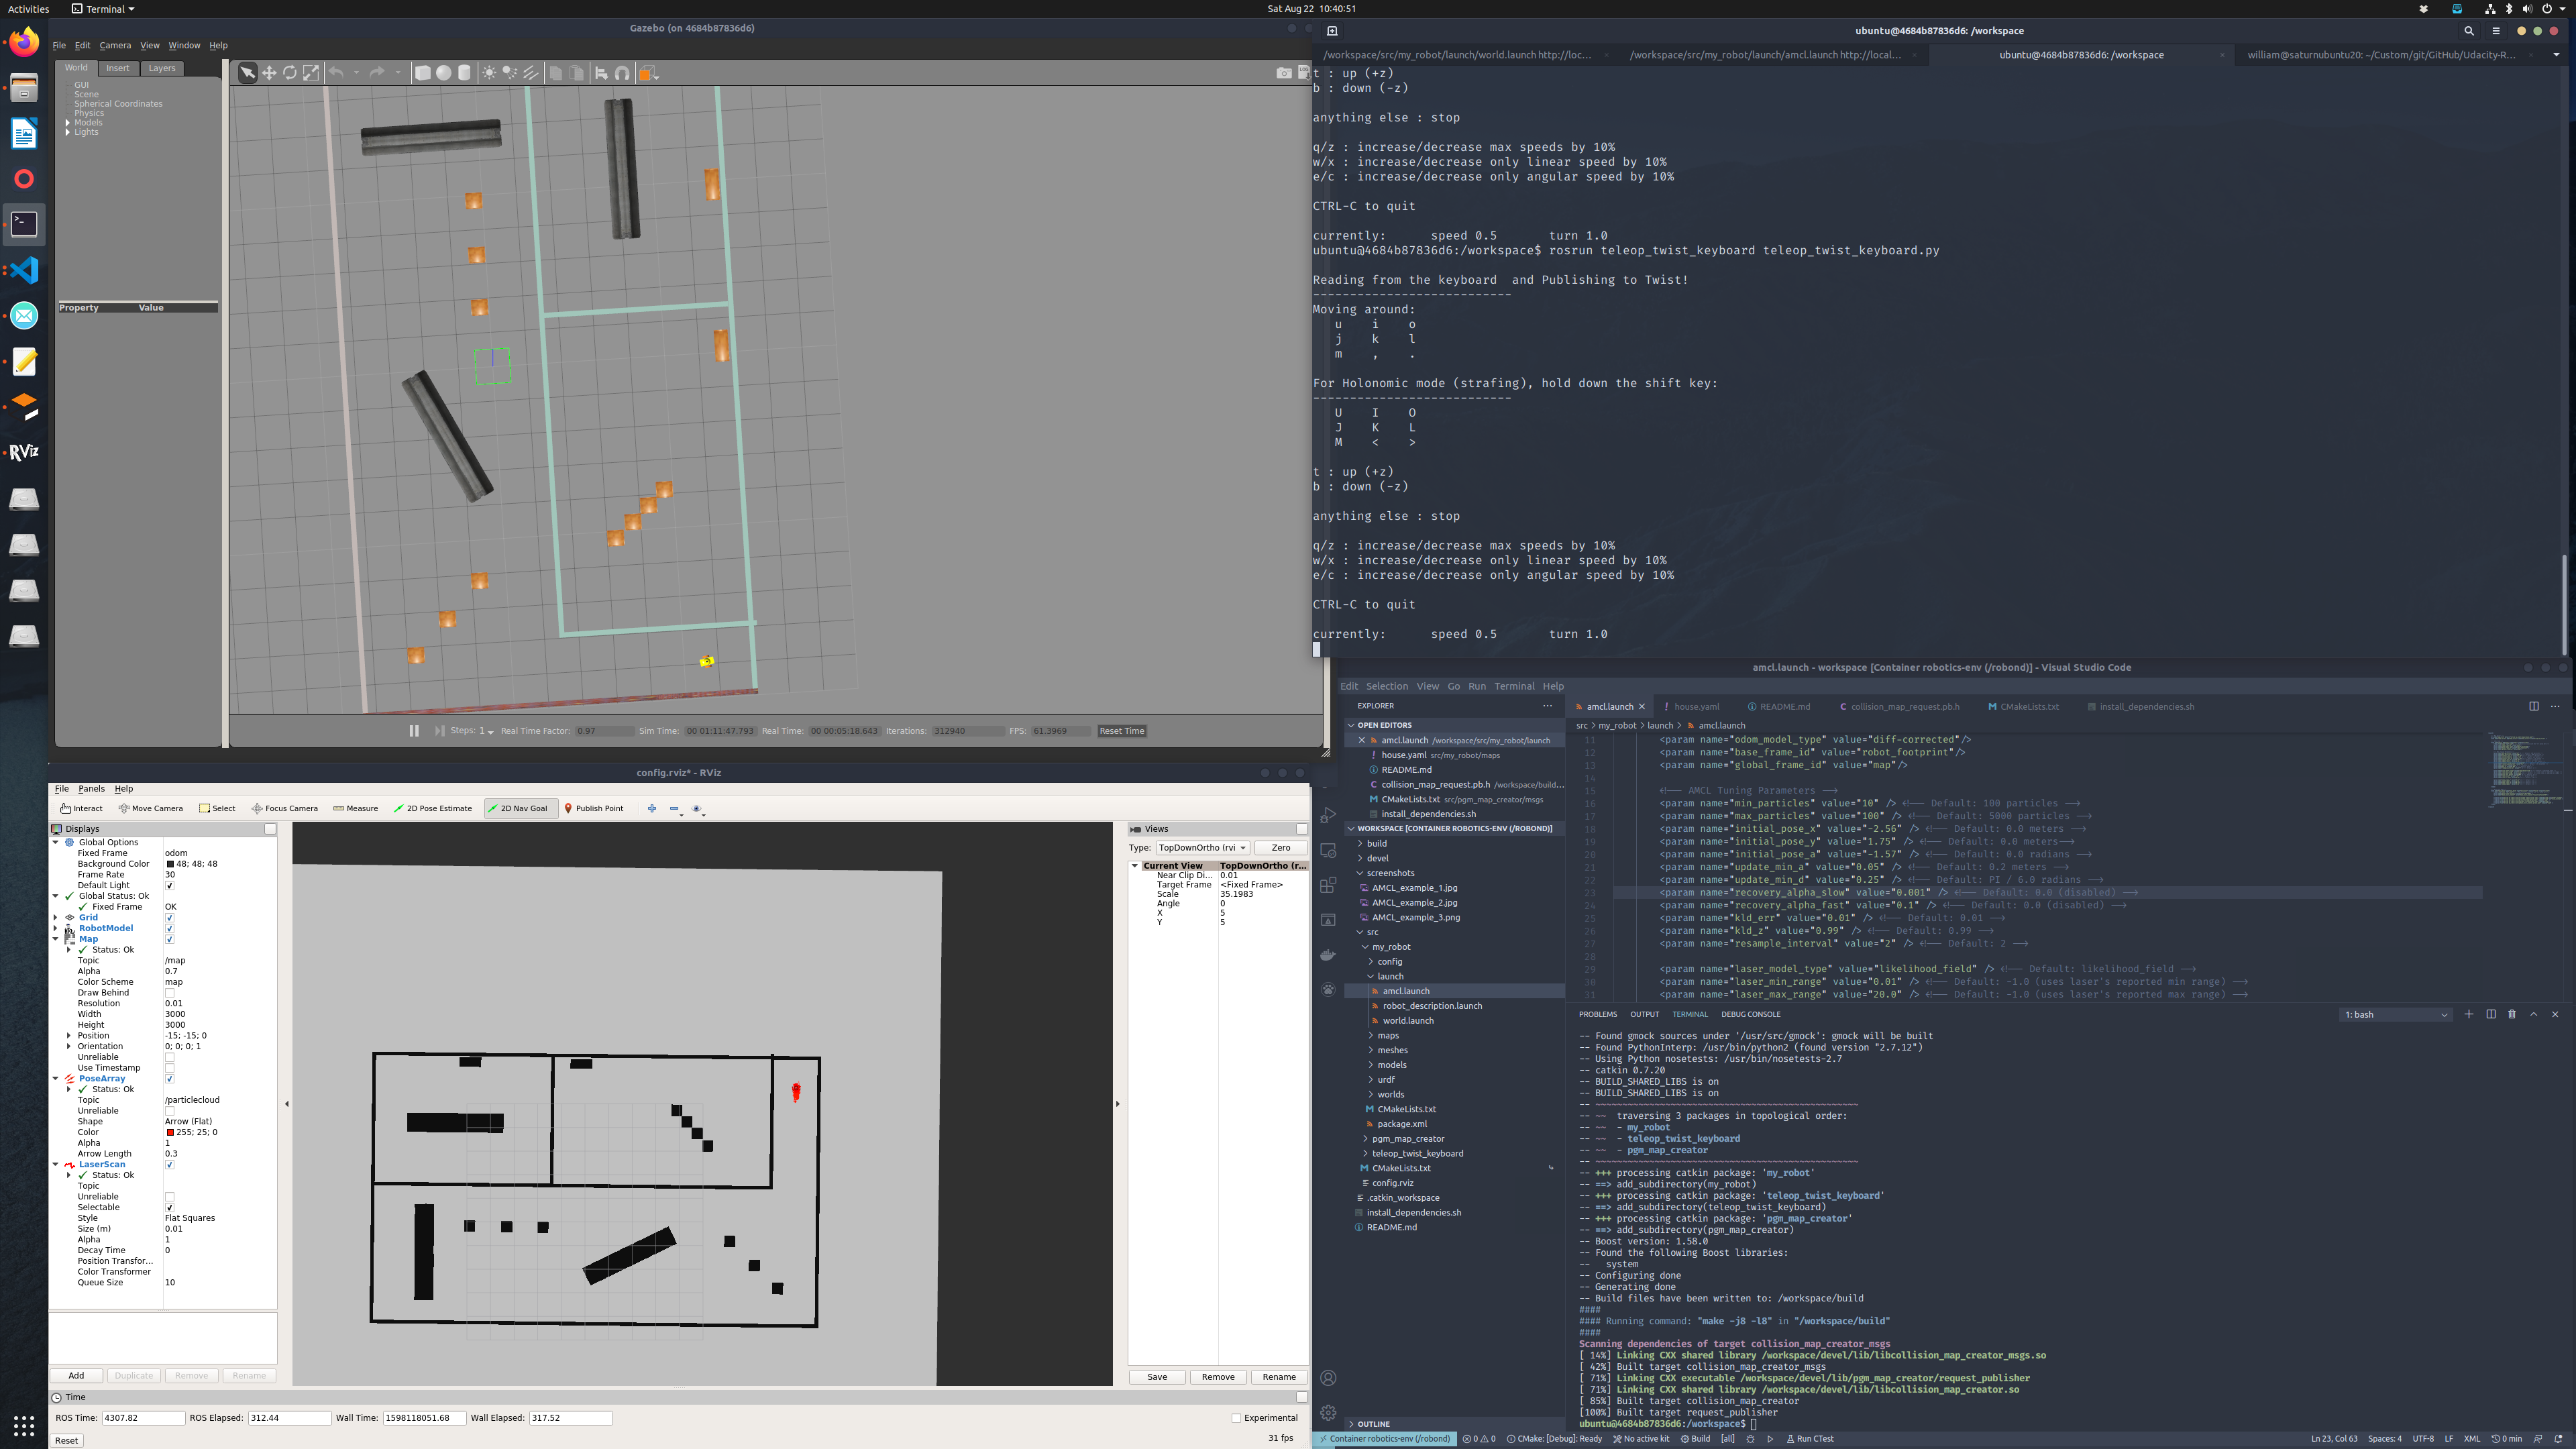 Activities
Terminal
Sat Aug 22 10:40:51
Gazebo (on 4684b87836d6)
File Edit Camera View Window Help
World Insert Layers
GUI
Scene
Spherical Coordinates
Physics
Models
Lights
Property Value
Steps: 1 Real Time Factor: 0.97 Sim Time: 00 01:11:47.793 Real Time: 00 00:05:18.643 Iterations: 312940 FPS: 61.3969 Reset Time
ubuntu@4684b87836d6: /workspace
/workspace/src/my_robot/launch/world.launch http://loc...
/workspace/src/my_robot/launch/amcl.launch http://local...
ubuntu@4684b87836d6: /workspace
william@saturnubuntu20: ~/Custom/git/GitHub/Udacity-R...
t : up (+z)
b : down (-z)
anything else : stop
q/z : increase/decrease max speeds by 10%
w/x : increase/decrease only linear speed by 10%
e/c : increase/decrease only angular speed by 10%
CTRL-C to quit
currently: speed 0.5 turn 1.0
ubuntu@4684b87836d6:/workspace$ rosrun teleop_twist_keyboard teleop_twist_keyboard.py
Reading from the keyboard and Publishing to Twist!
---------------------------
Moving around:
u i o
j k l
m , .
For Holonomic mode (strafing), hold down the shift key:
---------------------------
U I O
J K L
M < >
t : up (+z)
b : down (-z)
anything else : stop
q/z : increase/decrease max speeds by 10%
w/x : increase/decrease only linear speed by 10%
e/c : increase/decrease only angular speed by 10%
CTRL-C to quit
currently: speed 0.5 turn 1.0
RViz
config.rviz* - RViz
File Panels Help
Interact Move Camera Select Focus Camera Measure 2D Pose Estimate 2D Nav Goal Publish Point
Displays
Global Options
Fixed Frame odom
Background Color 48; 48; 48
Frame Rate 30
Default Light
Global Status: Ok
Fixed Frame OK
Grid
RobotModel
Map
Status: Ok
Topic /map
Alpha 0.7
Color Scheme map
Draw Behind
Resolution 0.01
Width 3000
Height 3000
Position -15; -15; 0
Orientation 0; 0; 0; 1
Unreliable
Use Timestamp
PoseArray
Status: Ok
Topic /particlecloud
Unreliable
Shape Arrow (Flat)
Color 255; 25; 0
Alpha 1
Arrow Length 0.3
LaserScan
Status: Ok
Topic
Unreliable
Selectable
Style Flat Squares
Size (m) 0.01
Alpha 1
Decay Time 0
Position Transfor...
Color Transformer
Queue Size 10
Add Duplicate Remove Rename
Views
Type: TopDownOrtho (rvi Zero
Current View TopDownOrtho (r...
Near Clip Di... 0.01
Target Frame <Fixed Frame>
Scale 35.1983
Angle 0
X 5
Y 5
Save Remove Rename
Time
ROS Time: 4307.82 ROS Elapsed: 312.44 Wall Time: 1598118051.68 Wall Elapsed: 317.52 Experimental
Reset
31 fps
amcl.launch - workspace [Container robotics-env (/robond)] - Visual Studio Code
Edit Selection View Go Run Terminal Help
EXPLORER
OPEN EDITORS
amcl.launch /workspace/src/my_robot/launch
house.yaml src/my_robot/maps
README.md
collision_map_request.pb.h /workspace/build...
CMakeLists.txt src/pgm_map_creator/msgs
install_dependencies.sh
WORKSPACE [CONTAINER ROBOTICS-ENV (/ROBOND)]
build
devel
screenshots
AMCL_example_1.jpg
AMCL_example_2.jpg
AMCL_example_3.png
src
my_robot
config
launch
amcl.launch
robot_description.launch
world.launch
maps
meshes
models
urdf
worlds
CMakeLists.txt
package.xml
pgm_map_creator
teleop_twist_keyboard
CMakeLists.txt
config.rviz
.catkin_workspace
install_dependencies.sh
README.md
OUTLINE
amcl.launch house.yaml README.md collision_map_request.pb.h CMakeLists.txt install_dependencies.sh
src > my_robot > launch > amcl.launch
11 <param name="odom_model_type" value="diff-corrected"/>
12 <param name="base_frame_id" value="robot_footprint"/>
13 <param name="global_frame_id" value="map"/>
14
15 <!-- AMCL Tuning Parameters -->
16 <param name="min_particles" value="10" /> <!-- Default: 100 particles -->
17 <param name="max_particles" value="100" /> <!-- Default: 5000 particles -->
18 <param name="initial_pose_x" value="-2.56" /> <!-- Default: 0.0 meters -->
19 <param name="initial_pose_y" value="1.75" /> <!-- Default: 0.0 meters-->
20 <param name="initial_pose_a" value="-1.57" /> <!-- Default: 0.0 radians -->
21 <param name="update_min_a" value="0.05" /> <!-- Default: 0.2 meters -->
22 <param name="update_min_d" value="0.25" /> <!-- Default: PI / 6.0 radians -->
23 <param name="recovery_alpha_slow" value="0.001" /> <!-- Default: 0.0 (disabled) -->
24 <param name="recovery_alpha_fast" value="0.1" /> <!-- Default: 0.0 (disabled) -->
25 <param name="kld_err" value="0.01" /> <!-- Default: 0.01 -->
26 <param name="kld_z" value="0.99" /> <!-- Default: 0.99 -->
27 <param name="resample_interval" value="2" /> <!-- Default: 2 -->
28
29 <param name="laser_model_type" value="likelihood_field" /> <!-- Default: likelihood_field -->
30 <param name="laser_min_range" value="0.01" /> <!-- Default: -1.0 (uses laser's reported min range) -->
31 <param name="laser_max_range" value="20.0" /> <!-- Default: -1.0 (uses laser's reported max range) -->
PROBLEMS OUTPUT TERMINAL DEBUG CONSOLE 1: bash
-- Found gmock sources under '/usr/src/gmock': gmock will be built
-- Found PythonInterp: /usr/bin/python2 (found version "2.7.12")
-- Using Python nosetests: /usr/bin/nosetests-2.7
-- catkin 0.7.20
-- BUILD_SHARED_LIBS is on
-- BUILD_SHARED_LIBS is on
-- ~~~~~~~~~~~~~~~~~~~~~~~~~~~~~~~~~~~~~~~~~~~~~~~~~
-- ~~ traversing 3 packages in topological order:
-- ~~ - my_robot
-- ~~ - teleop_twist_keyboard
-- ~~ - pgm_map_creator
-- ~~~~~~~~~~~~~~~~~~~~~~~~~~~~~~~~~~~~~~~~~~~~~~~~~
-- +++ processing catkin package: 'my_robot'
-- ==> add_subdirectory(my_robot)
-- +++ processing catkin package: 'teleop_twist_keyboard'
-- ==> add_subdirectory(teleop_twist_keyboard)
-- +++ processing catkin package: 'pgm_map_creator'
-- ==> add_subdirectory(pgm_map_creator)
-- Boost version: 1.58.0
-- Found the following Boost libraries:
-- system
-- Configuring done
-- Generating done
-- Build files have been written to: /workspace/build
####
#### Running command: "make -j8 -l8" in "/workspace/build"
####
Scanning dependencies of target collision_map_creator_msgs
[ 14%] Linking CXX shared library /workspace/devel/lib/libcollision_map_creator_msgs.so
[ 42%] Built target collision_map_creator_msgs
[ 71%] Linking CXX executable /workspace/devel/lib/pgm_map_creator/request_publisher
[ 71%] Linking CXX shared library /workspace/devel/lib/libcollision_map_creator.so
[ 85%] Built target collision_map_creator
[100%] Built target request_publisher
ubuntu@4684b87836d6:/workspace$
Container robotics-env (/robond) 0 0 CMake: [Debug]: Ready No active kit Build [all] Run CTest Ln 23, Col 63 Spaces: 4 UTF-8 LF XML 0 min